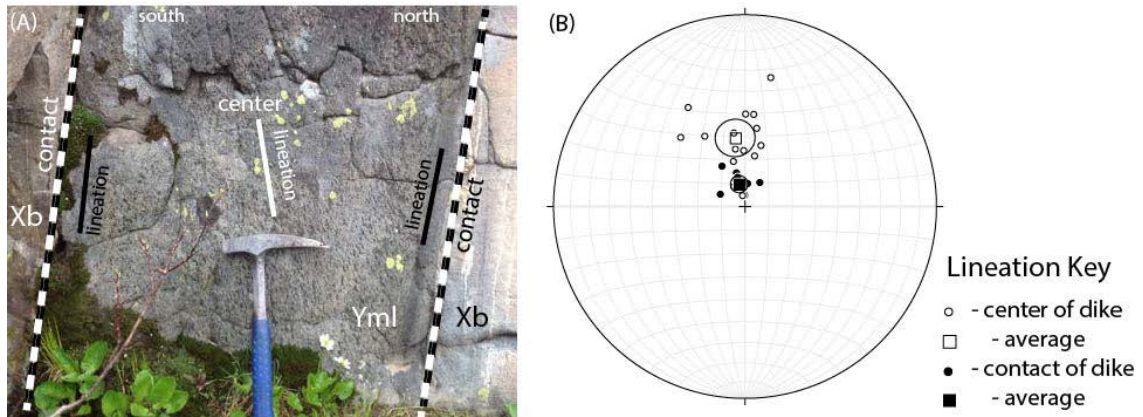 (A)
south
north
contact
center
lineation
lineation
lineation
contact
Xb
Yml
Xb
(B)
Lineation Key
- center of dike
- average
- contact of dike
- average